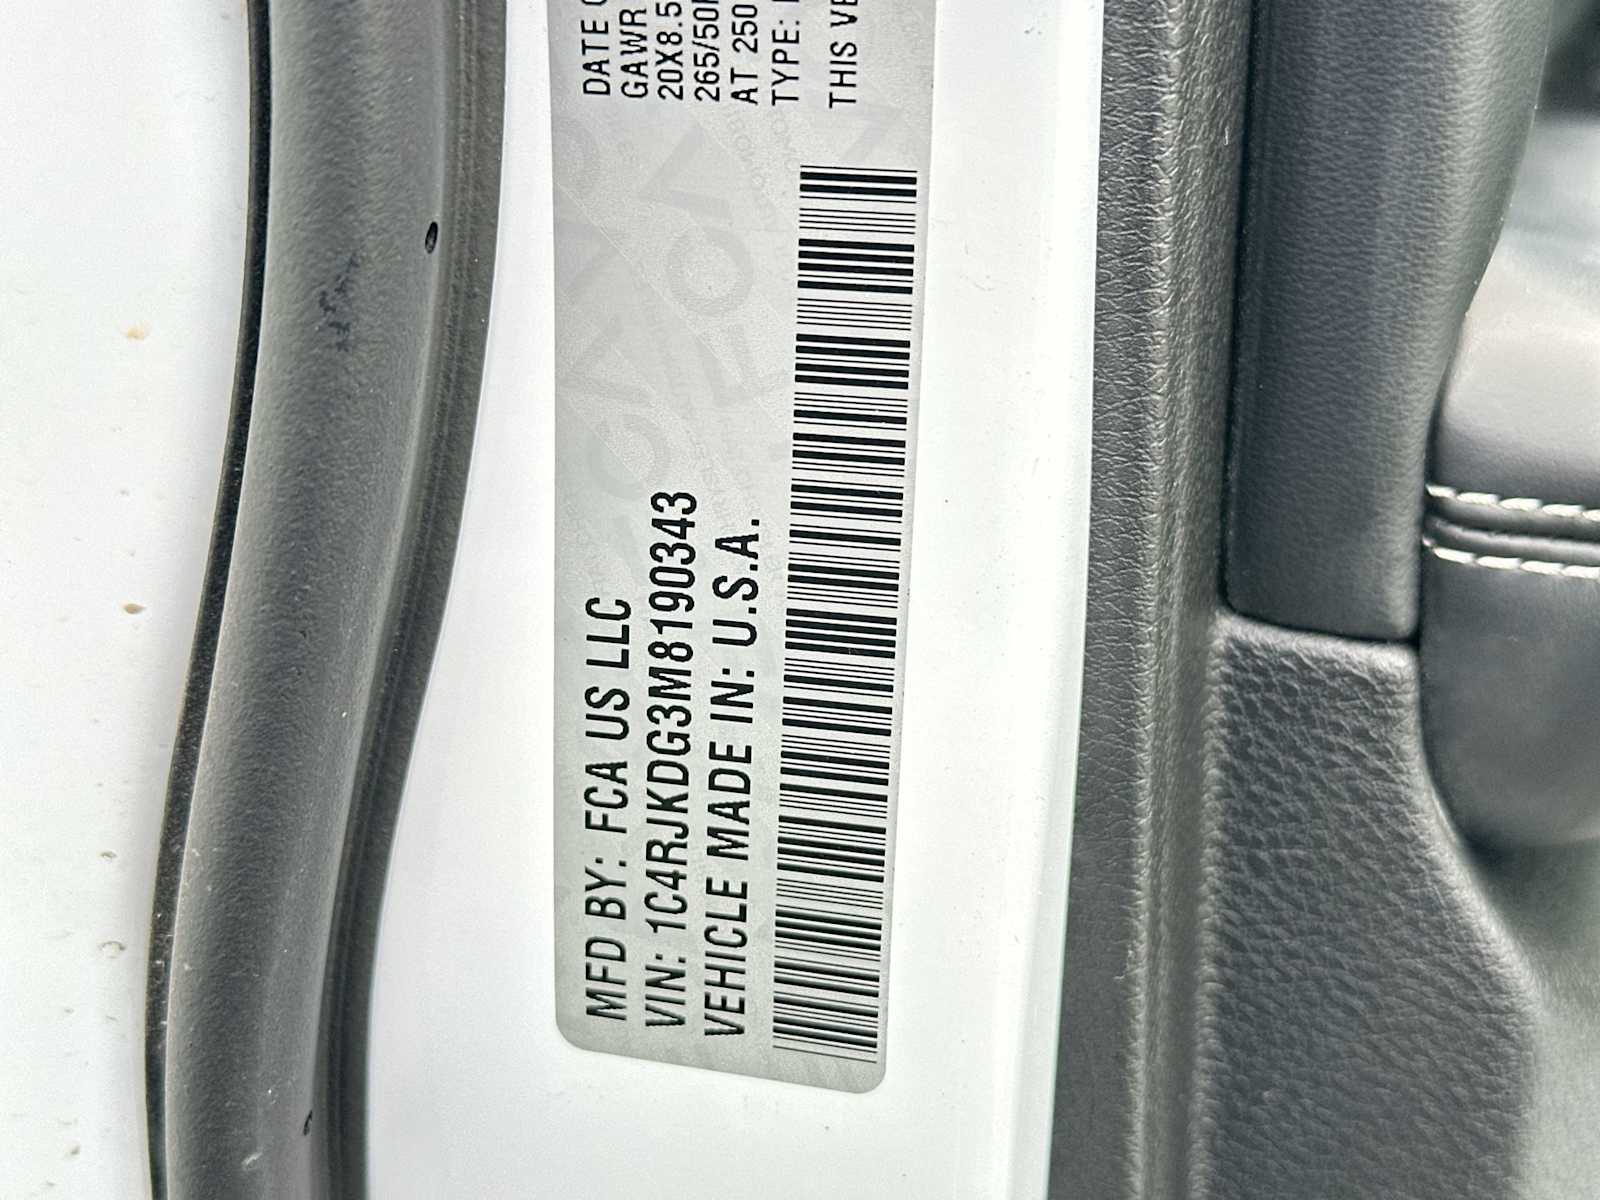 MFD BY: FCA US LLC
VIN: 1C4RJKDG3M8190343
VEHICLE MADE IN: U.S.A.
DATE
GAWR
20X8.5
265/50
AT 250
TYPE:
THIS